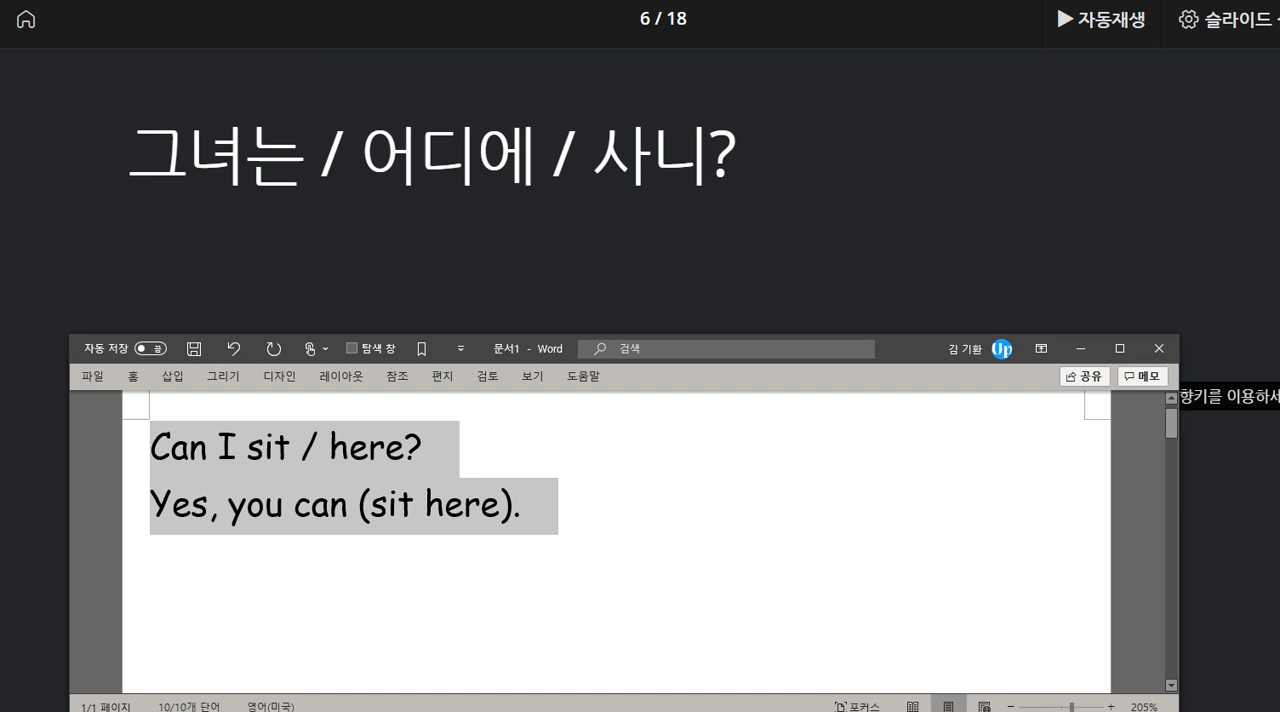 6 / 18
▶ 자동재생
슬라이드
그녀는 / 어디에 / 사니?
자동 저장
끔
탐색 창
문서1 - Word
검색
김 기환
Up
파일 홈 삽입 그리기 디자인 레이아웃 참조 편지 검토 보기 도움말
공유
메모
향키를 이용하세
Can I sit / here?
Yes, you can (sit here).
1/1 페이지
10/10개 단어
영어(미국)
포커스
205%